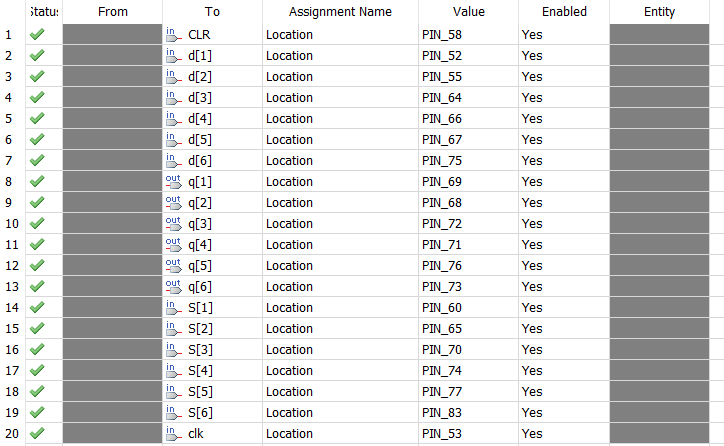 Status From To Assignment Name Value Enabled Entity
1 in CLR Location PIN_58 Yes
2 in d[1] Location PIN_52 Yes
3 in d[2] Location PIN_55 Yes
4 in d[3] Location PIN_64 Yes
5 in d[4] Location PIN_66 Yes
6 in d[5] Location PIN_67 Yes
7 in d[6] Location PIN_75 Yes
8 out q[1] Location PIN_69 Yes
9 out q[2] Location PIN_68 Yes
10 out q[3] Location PIN_72 Yes
11 out q[4] Location PIN_71 Yes
12 out q[5] Location PIN_76 Yes
13 out q[6] Location PIN_73 Yes
14 in S[1] Location PIN_60 Yes
15 in S[2] Location PIN_65 Yes
16 in S[3] Location PIN_70 Yes
17 in S[4] Location PIN_74 Yes
18 in S[5] Location PIN_77 Yes
19 in S[6] Location PIN_83 Yes
20 in clk Location PIN_53 Yes